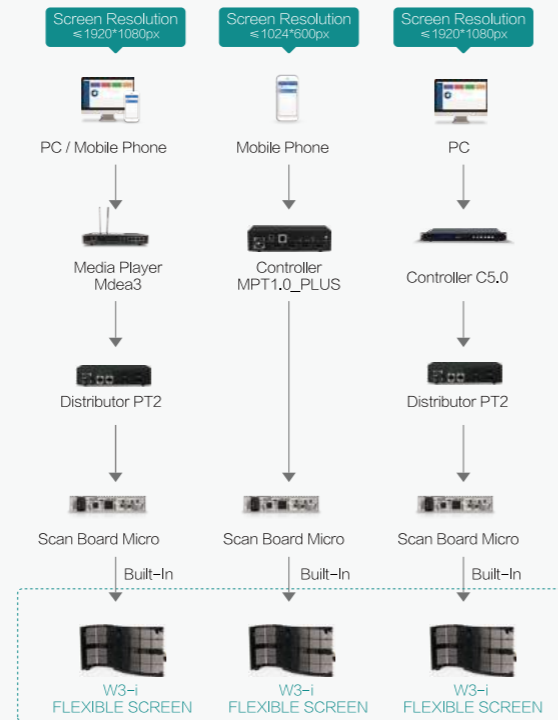 Screen Resolution
≤1920*1080px
Screen Resolution
≤1024*600px
Screen Resolution
≤1920*1080px
PC / Mobile Phone
Mobile Phone
PC
Media Player
Mdea3
Controller
MPT1.0_PLUS
Controller C5.0
Distributor PT2
Distributor PT2
Scan Board Micro
Scan Board Micro
Scan Board Micro
Built-In
Built-In
Built-In
W3-i
FLEXIBLE SCREEN
W3-i
FLEXIBLE SCREEN
W3-i
FLEXIBLE SCREEN